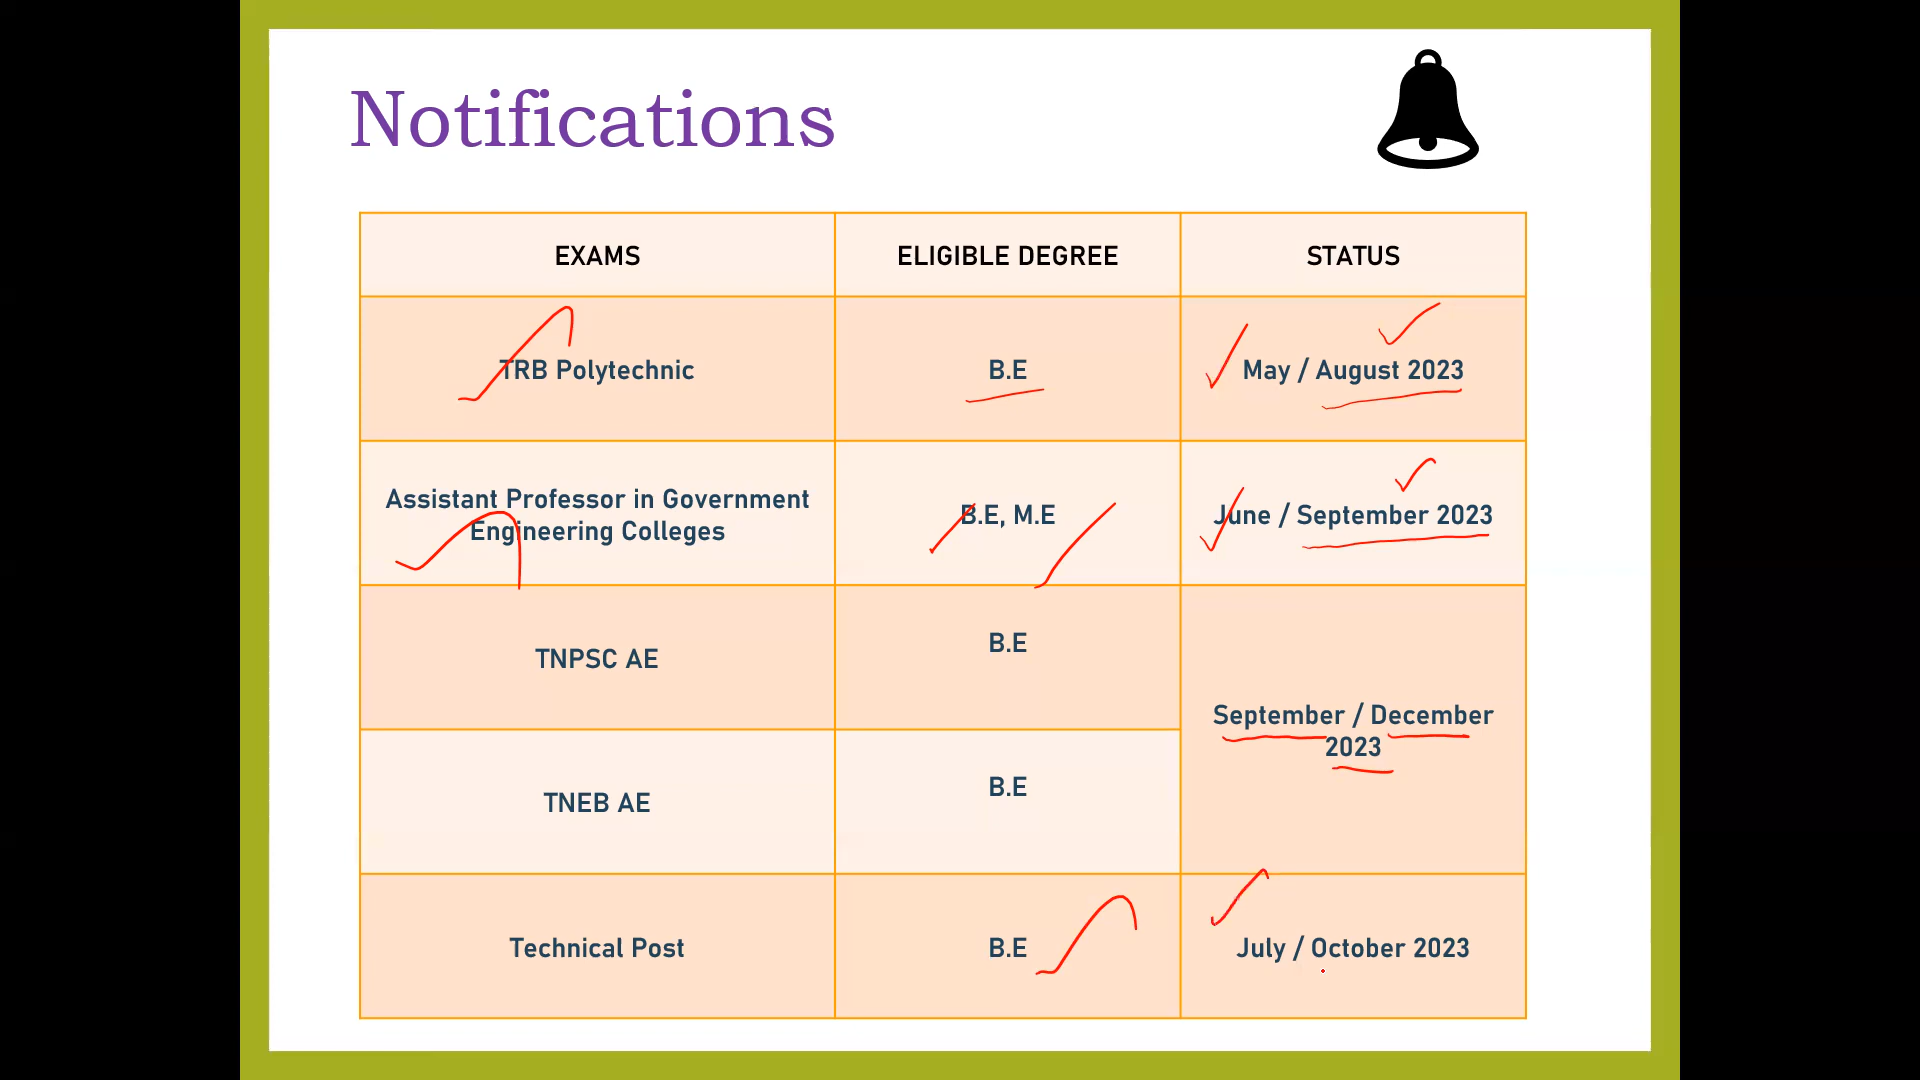 Notifications
EXAMS
ELIGIBLE DEGREE
STATUS
TRB Polytechnic
B.E
May / August 2023
Assistant Professor in Government
Engineering Colleges
B.E, M.E
June / September 2023
TNPSC AE
B.E
September / December
2023
TNEB AE
B.E
Technical Post
B.E
July / October 2023